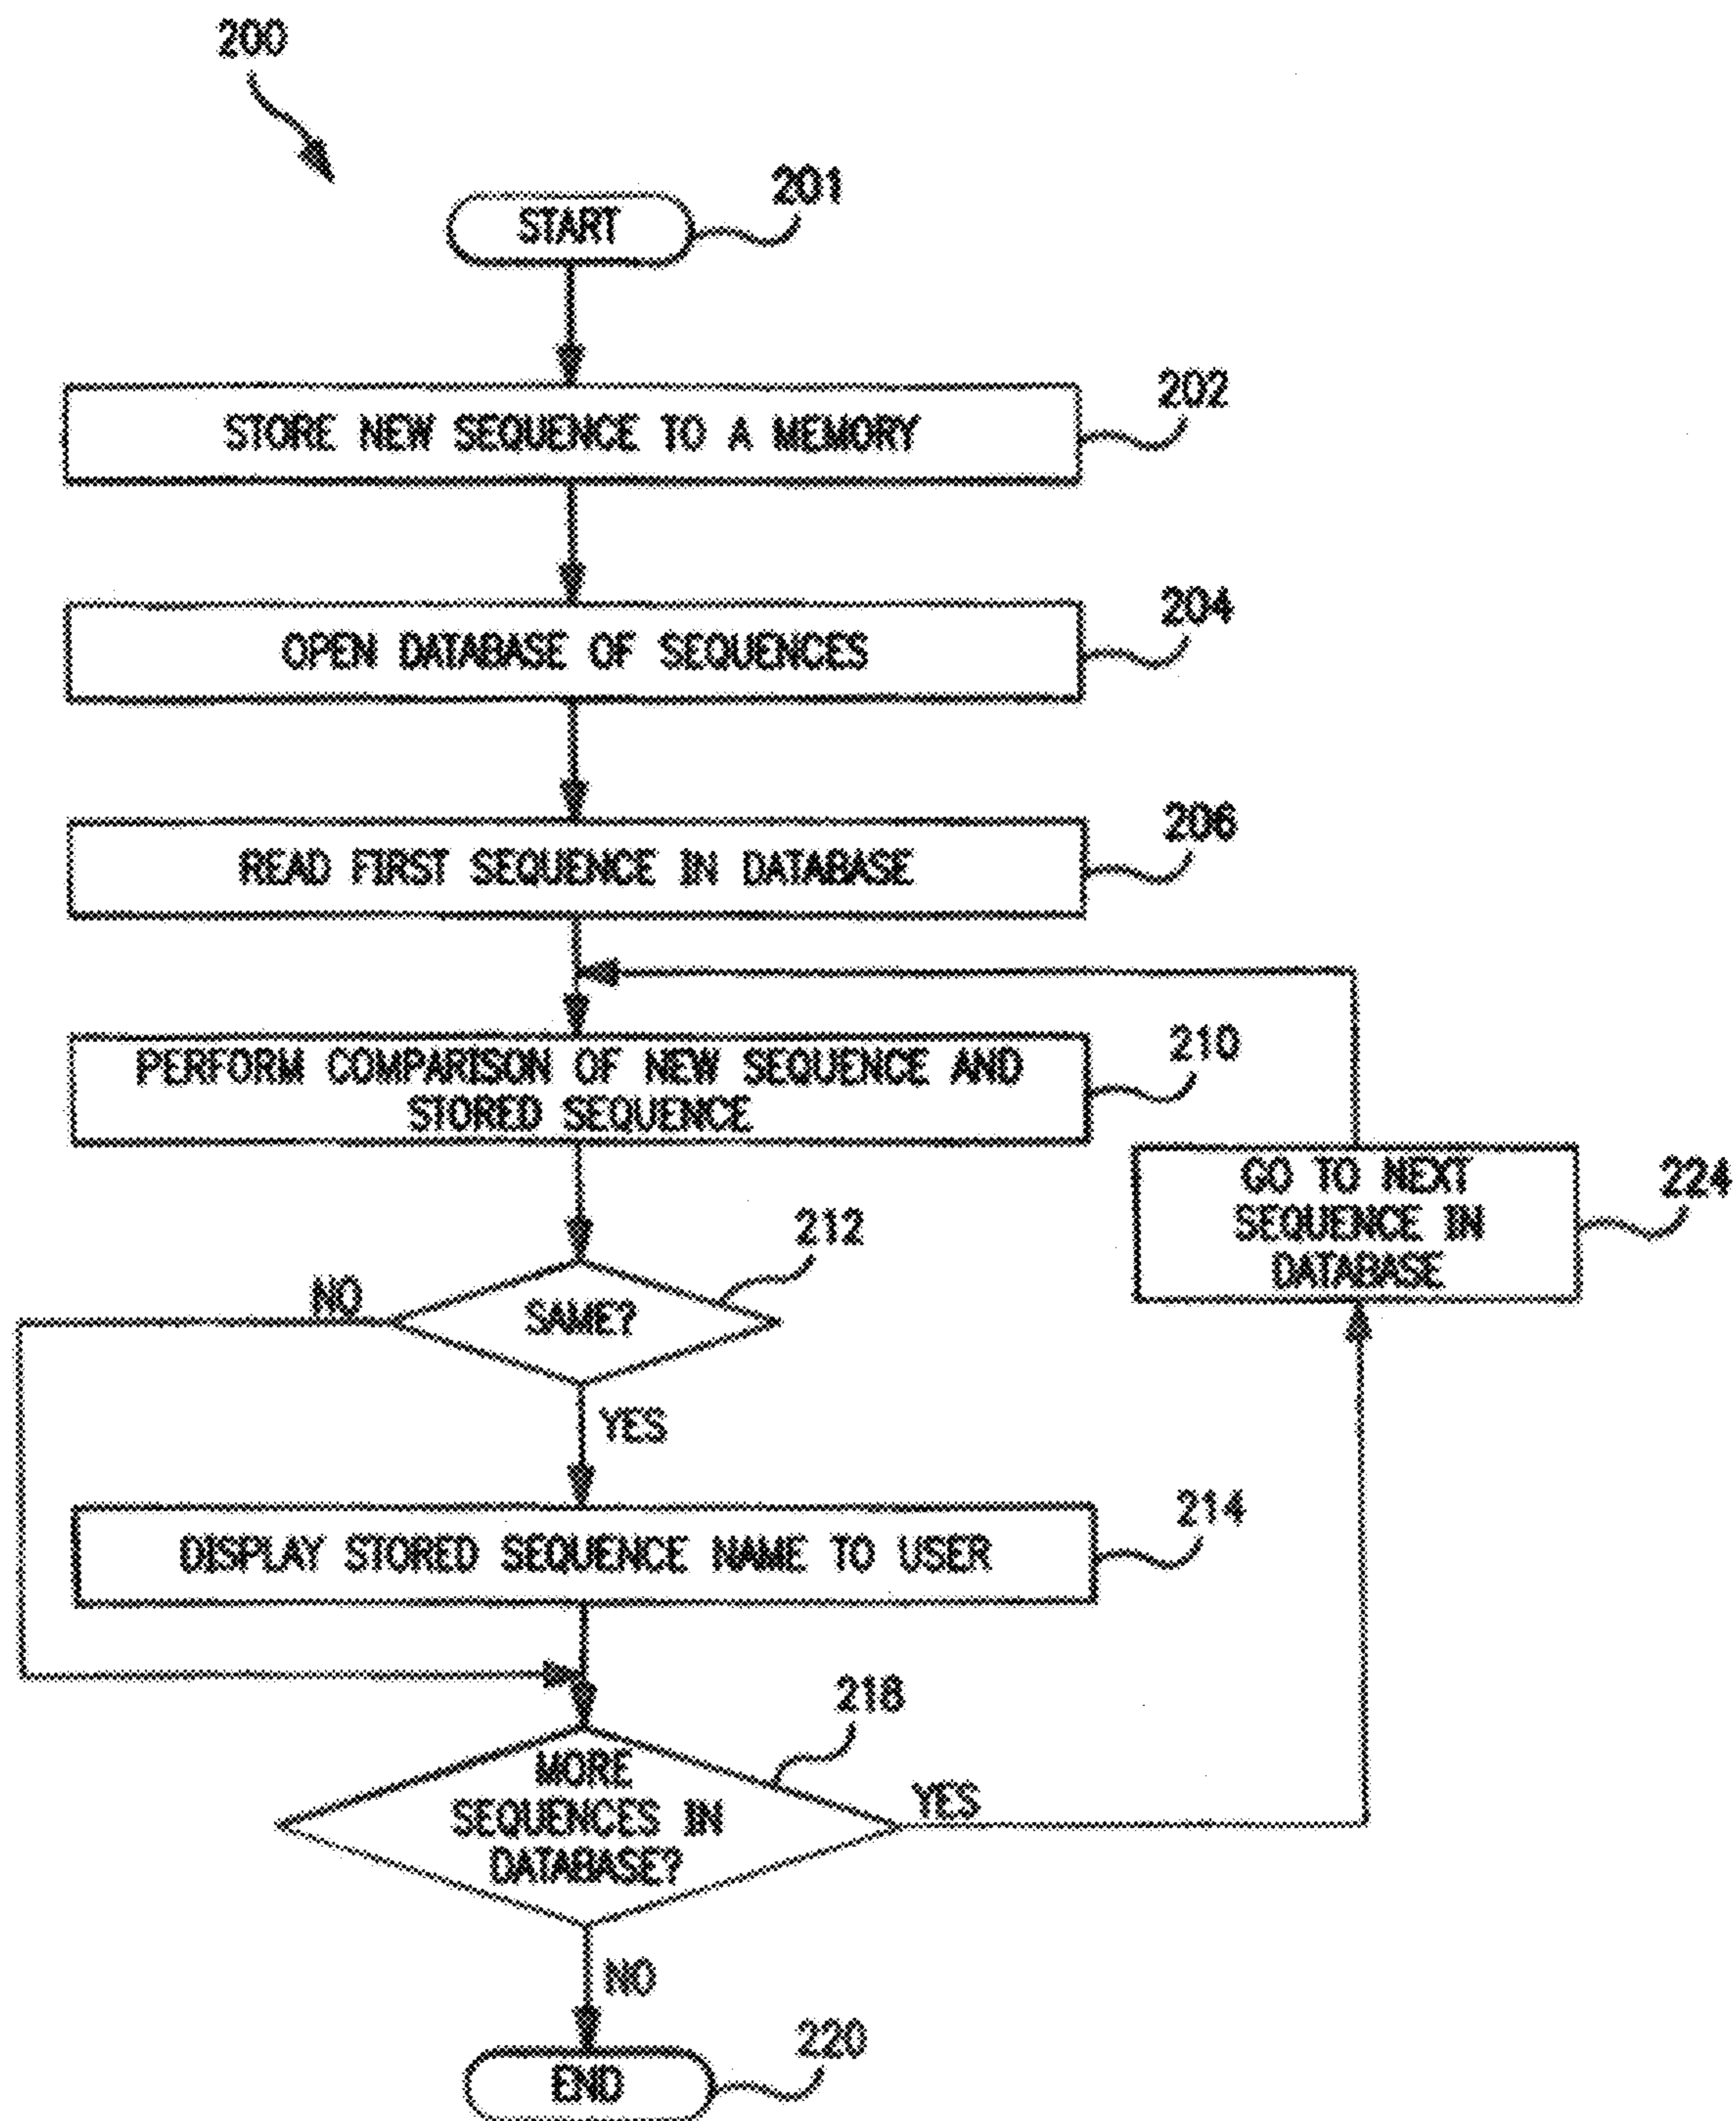 200
START
201
STORE NEW SEQUENCE TO A MEMORY
202
OPEN DATABASE OF SEQUENCES
204
READ FIRST SEQUENCE IN DATABASE
206
PERFORM COMPARISON OF NEW SEQUENCE AND
STORED SEQUENCE
210
GO TO NEXT
SEQUENCE IN
DATABASE
224
SAME?
212
NO
YES
DISPLAY STORED SEQUENCE NAME TO USER
214
MORE
SEQUENCES IN
DATABASE?
218
YES
NO
END
220